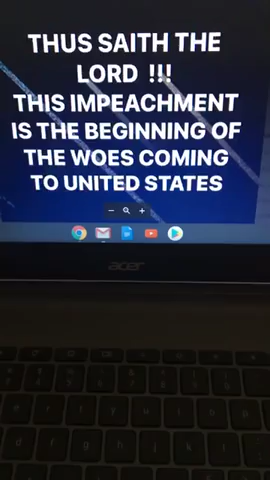 THUS SAITH THE
LORD !!!
THIS IMPEACHMENT
IS THE BEGINNING OF
THE WOES COMING
TO UNITED STATES
acer